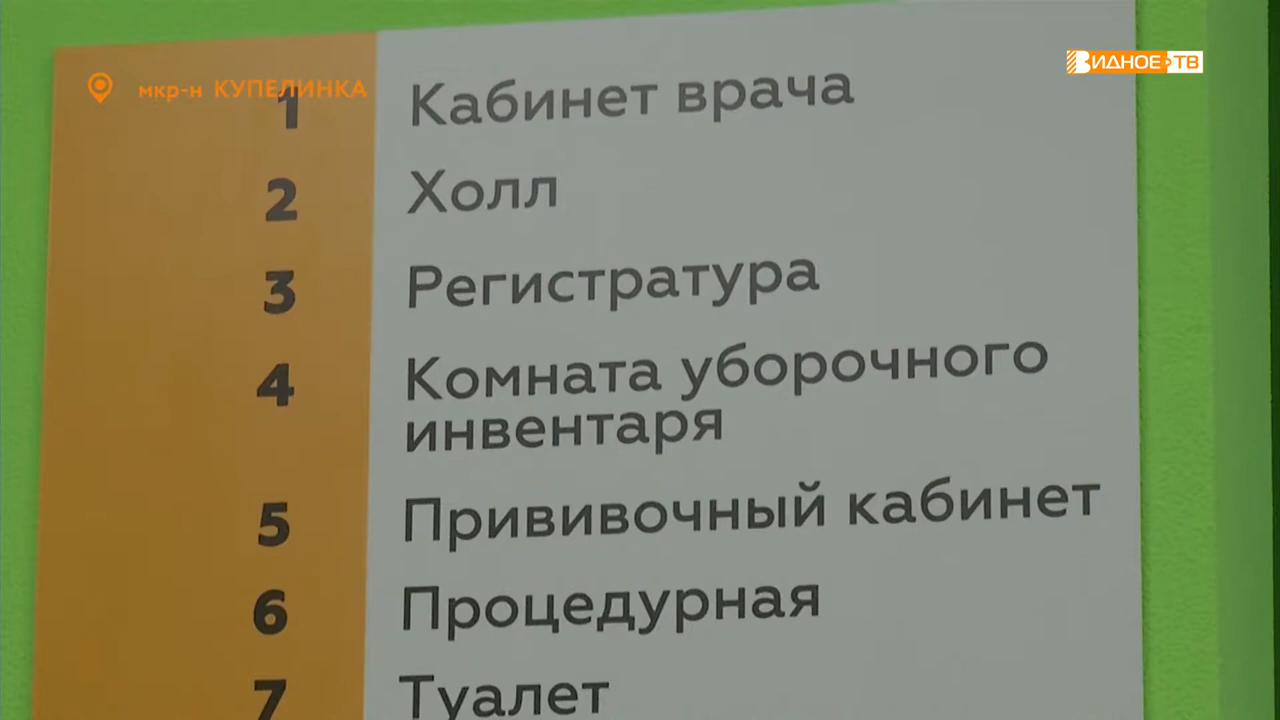 мкр-н КУПЕЛИНКА
ВИДНОЕ·ТВ
1 Кабинет врача
2 Холл
3 Регистратура
4 Комната уборочного
инвентаря
5 Прививочный кабинет
6 Процедурная
7 Туалет